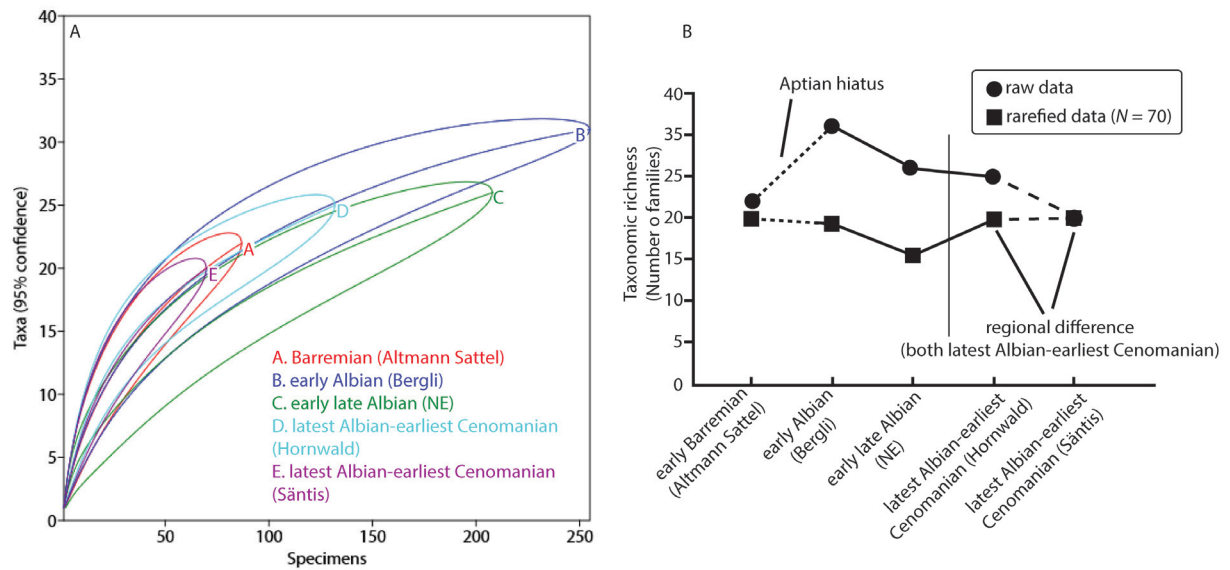 A
40
35
30
25
20
15
10
5
0
Taxa (95% confidence)
50
100
150
200
250
Specimens
A
B
C
D
E
A. Barremian (Altmann Sattel)
B. early Albian (Bergli)
C. early late Albian (NE)
D. latest Albian-earliest Cenomanian
(Hornwald)
E. latest Albian-earliest Cenomanian
(Säntis)
B
Aptian hiatus
raw data
rarefied data (N = 70)
40
35
25
20
15
10
5
0
Taxonomic richness
(Number o families)
regional difference
(both latest Albian-earliest Cenomanian)
early Barremian
(Altmann Sattel)
early Albian
(Bergli)
early late Albian
(NE)
latest Albian-earliest
Cenomanian (Hornwald)
latest Albian-earliest
Cenomanian (Säntis)